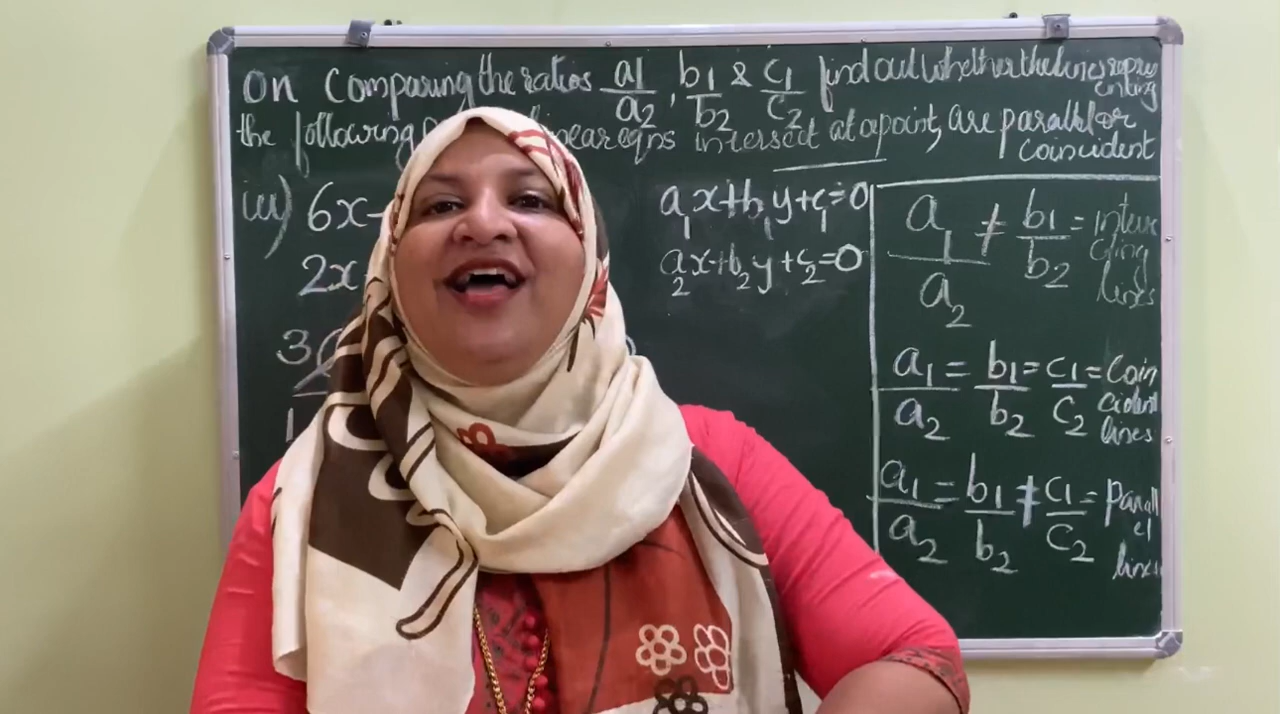 On Comparing the ratios a1/a2, b1/b2 & c1/c2 find out whether the lines repres
enting
the following linear eqns intersect at a point, are parallel or
coincident
iii) 6x-
2x
3
1
a1x+b1y+c1=0
a2x+b2y+c2=0
a1/a2 ≠ b1/b2 = interse
cting
lines
a1/a2 = b1/b2 = c1/c2 = Coin
cident
lines
a1/a2 = b1/b2 ≠ c1/c2 = parall
el
lines